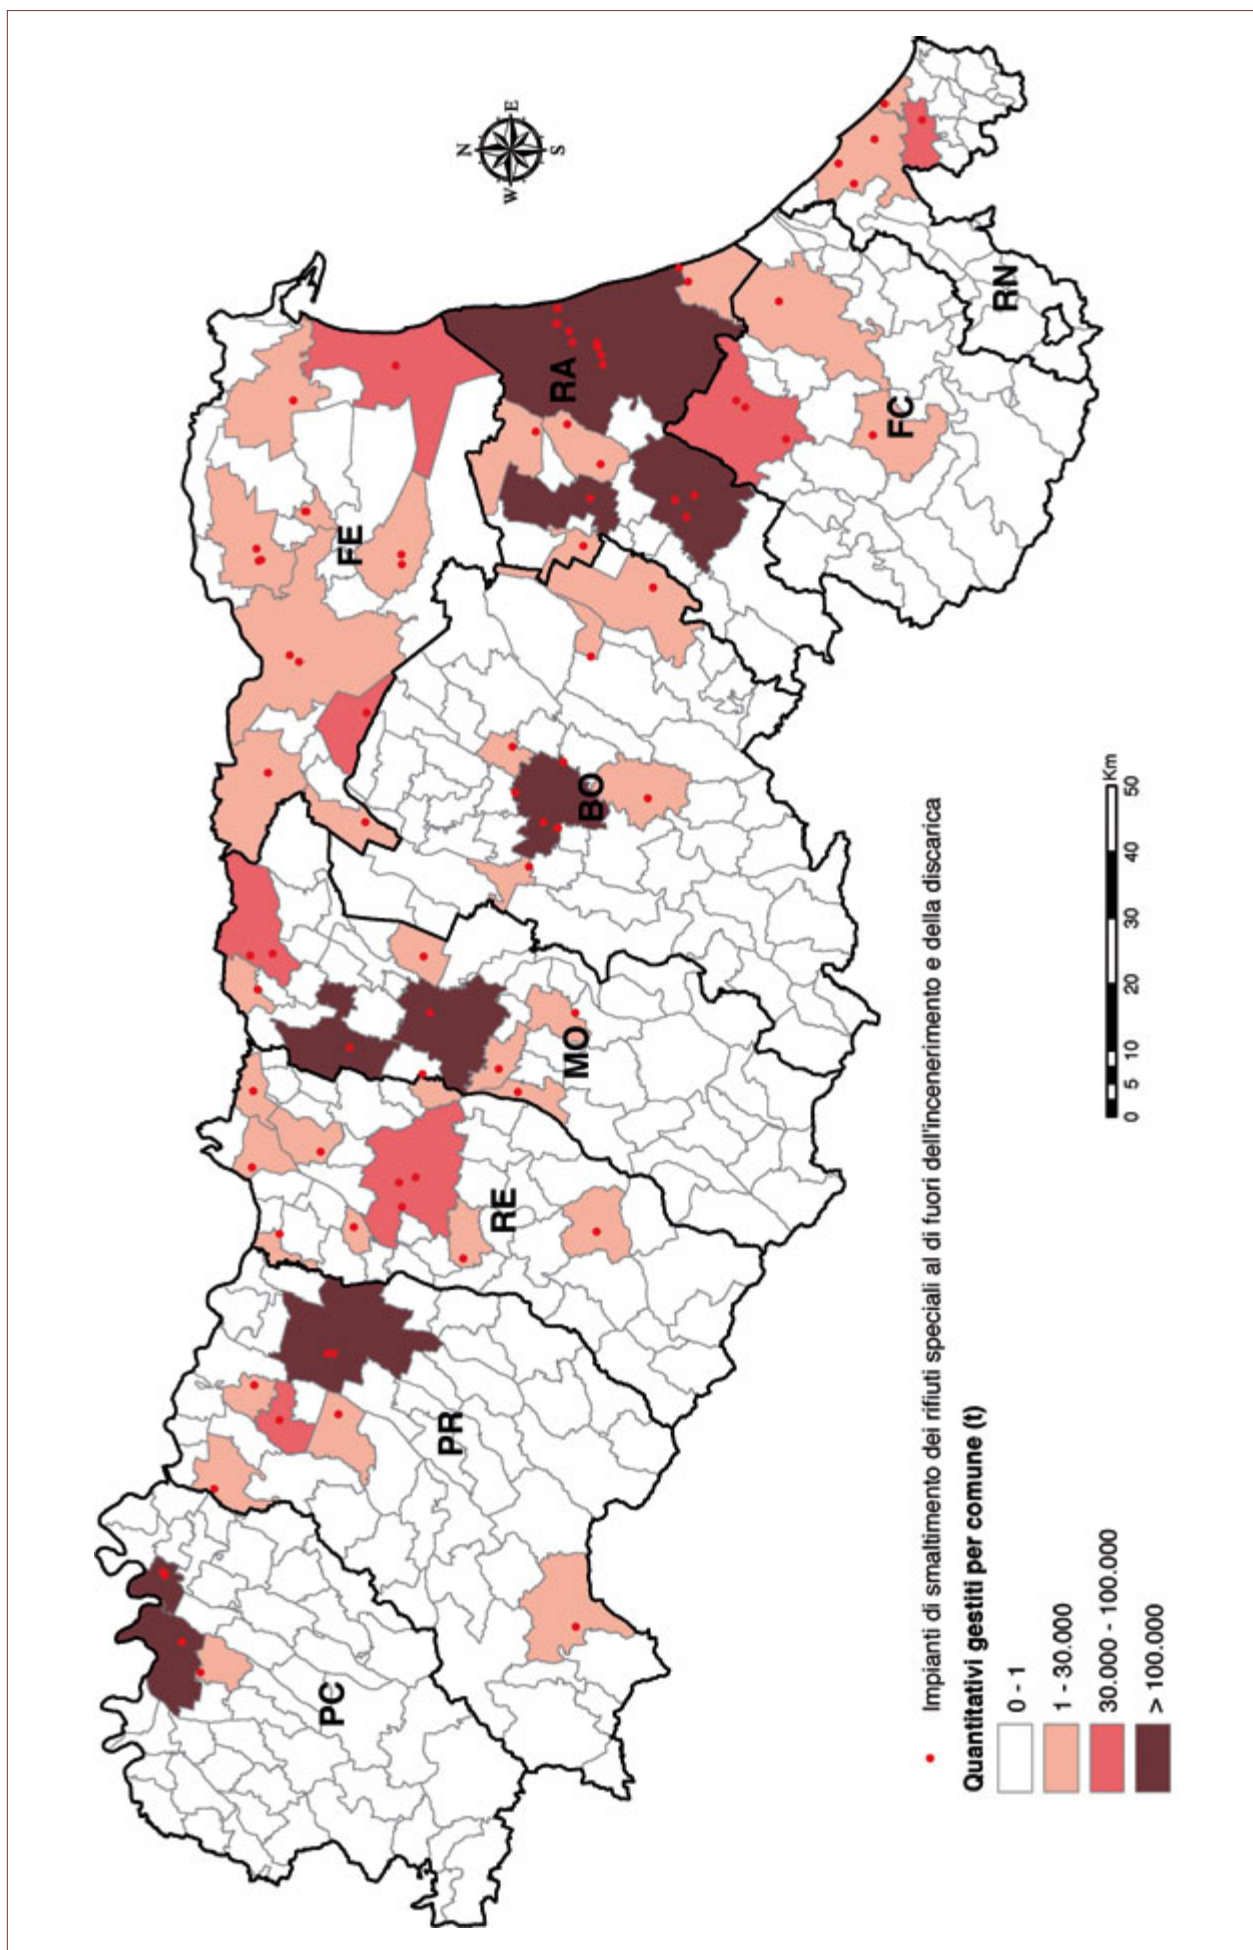 N
W
E
S
PC
PR
RE
MO
BO
FE
RA
FC
RN
Impianti di smaltimento dei rifiuti speciali al di fuori dell'incenerimento e della discarica
Quantitativi gestiti per comune (t)
0 - 1
1 - 30.000
30.000 - 100.000
> 100.000
0 5 10 20 30 40 50
Km